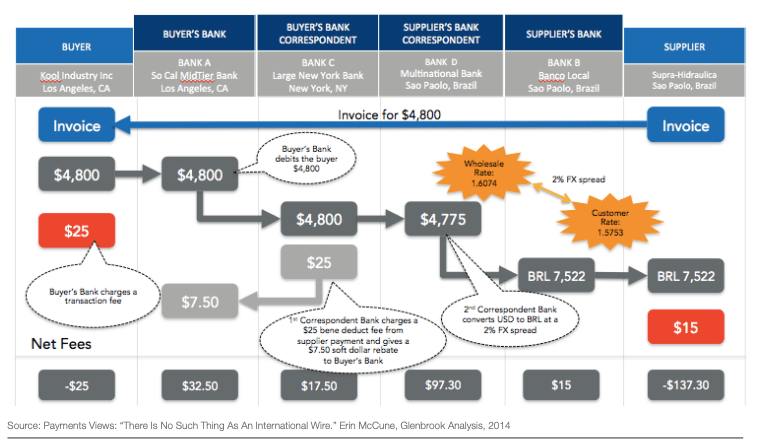 BUYER
BUYER'S BANK
BUYER'S BANK
CORRESPONDENT
SUPPLIER'S BANK
CORRESPONDENT
SUPPLIER'S BANK
SUPPLIER
Kool Industry Inc
Los Angeles, CA
BANK A
So Cal MidTier Bank
Los Angeles, CA
BANK C
Large New York Bank
New York, NY
BANK D
Multinational Bank
Sao Paolo, Brazil
BANK B
Banco Local
Sao Paolo, Brazil
Supra-Hidraulica
Sao Paolo, Brazil
Invoice
Invoice for $4,800
Invoice
Buyer's Bank
debits the buyer
$4,800
$4,800
$4,800
Wholesale
Rate:
1.6074
2% FX spread
Customer
Rate:
1.5753
$25
$4,800
$4,775
$25
BRL 7,522
BRL 7,522
Buyer's Bank charges a
transaction fee
$7.50
1st Correspondent Bank charges a
$25 bene deduct fee from
supplier payment and gives a
$7.50 soft dollar rebate
to Buyer's Bank
2nd Correspondent Bank
converts USD to BRL at a
2% FX spread
$15
Net Fees
-$25
$32.50
$17.50
$97.30
$15
-$137.30
Source: Payments Views: “There Is No Such Thing As An International Wire.” Erin McCune, Glenbrook Analysis, 2014